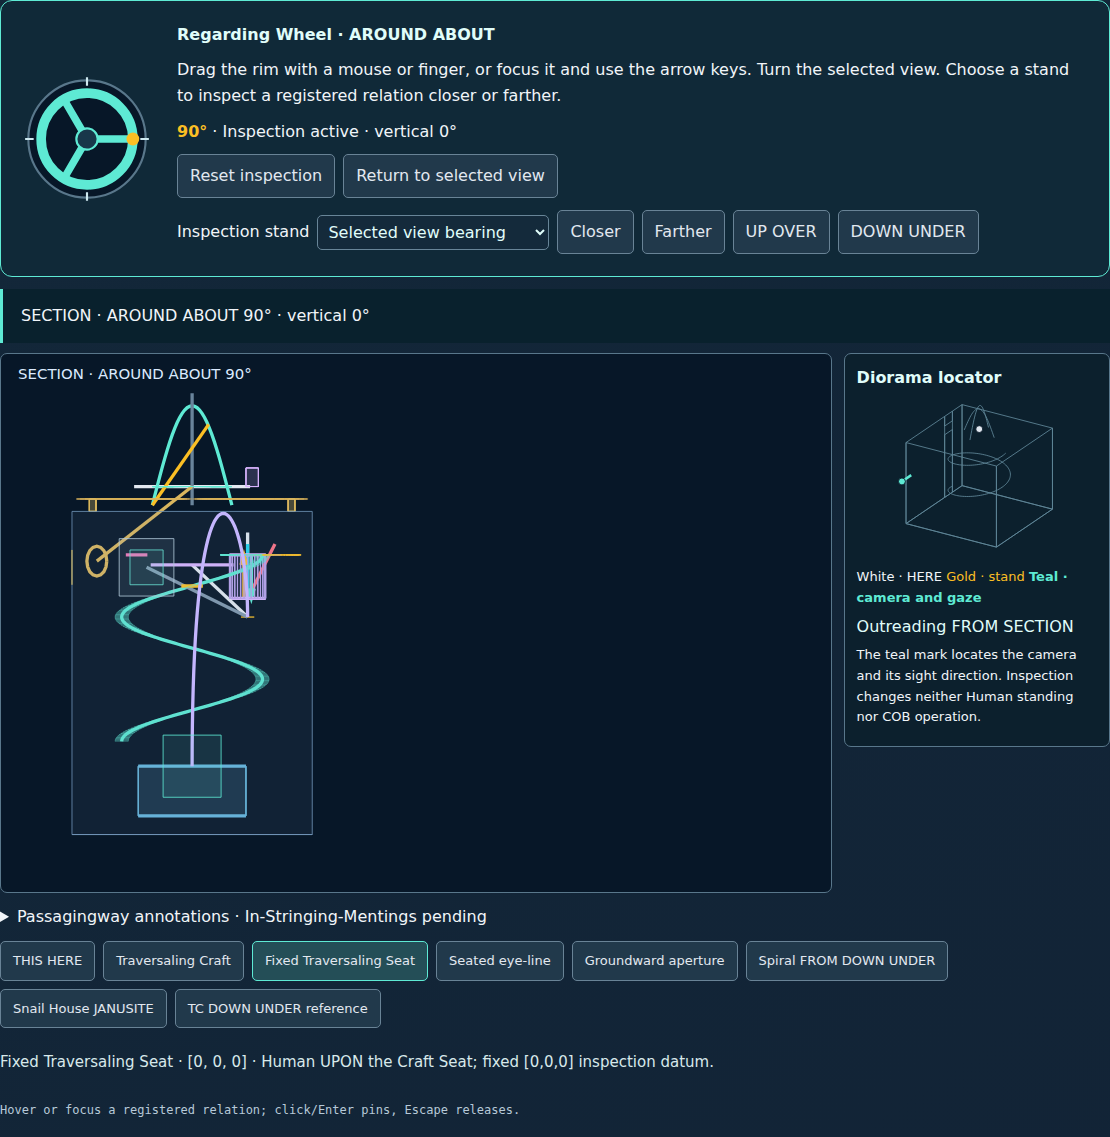 Regarding Wheel · AROUND ABOUT
Drag the rim with a mouse or finger, or focus it and use the arrow keys. Turn the selected view. Choose a stand
to inspect a registered relation closer or farther.
90° · Inspection active · vertical 0°
Reset inspection Return to selected view
Inspection stand Selected view bearing Closer Farther UP OVER DOWN UNDER
SECTION · AROUND ABOUT 90° · vertical 0°
SECTION · AROUND ABOUT 90°
Diorama locator
White · HERE Gold · stand Teal ·
camera and gaze
Outreading FROM SECTION
The teal mark locates the camera
and its sight direction. Inspection
changes neither Human standing
nor COB operation.
Passagingway annotations · In-Stringing-Mentings pending
THIS HERE Traversaling Craft Fixed Traversaling Seat Seated eye-line Groundward aperture Spiral FROM DOWN UNDER
Snail House JANUSITE TC DOWN UNDER reference
Fixed Traversaling Seat · [0, 0, 0] · Human UPON the Craft Seat; fixed [0,0,0] inspection datum.
Hover or focus a registered relation; click/Enter pins, Escape releases.